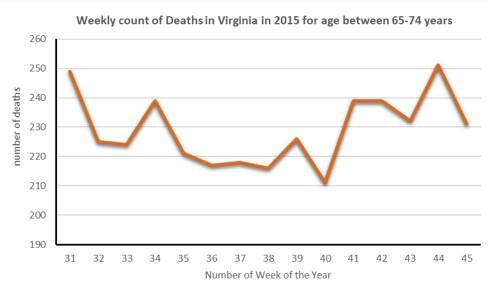 Weekly count of Deaths in Virginia in 2015 for age between 65-74 years
260
250
240
230
220
210
200
190
number of deaths
31 32 33 34 35 36 37 38 39 40 41 42 43 44 45
Number of Week of the Year